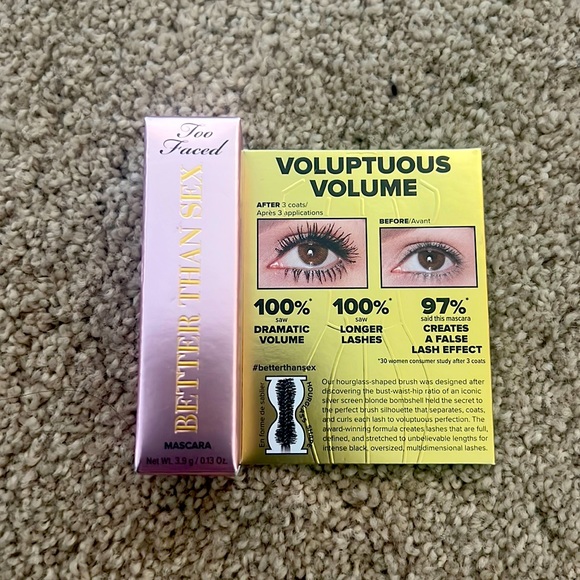 Too
Faced
BETTER THAN SEX
MASCARA
Net Wt. 3.9 g / 0.13 Oz.
VOLUPTUOUS
VOLUME
AFTER 3 coats/
Après 3 applications
BEFORE/Avant
100%*
saw
DRAMATIC
VOLUME
100%*
saw
LONGER
LASHES
97%*
said this mascara
CREATES
A FALSE
LASH EFFECT
*30 women consumer study after 3 coats
#betterthansex
En forme de sablier
Our hourglass-shaped brush was designed after
discovering the bust-waist-hip ratio of an iconic
silver screen blonde bombshell held the secret to
the perfect brush silhouette that separates, coats,
and curls each lash to voluptuous perfection. The
award-winning formula creates lashes that are full,
defined, and stretched to unbelievable lengths for
intense black, oversized, multidimensional lashes.